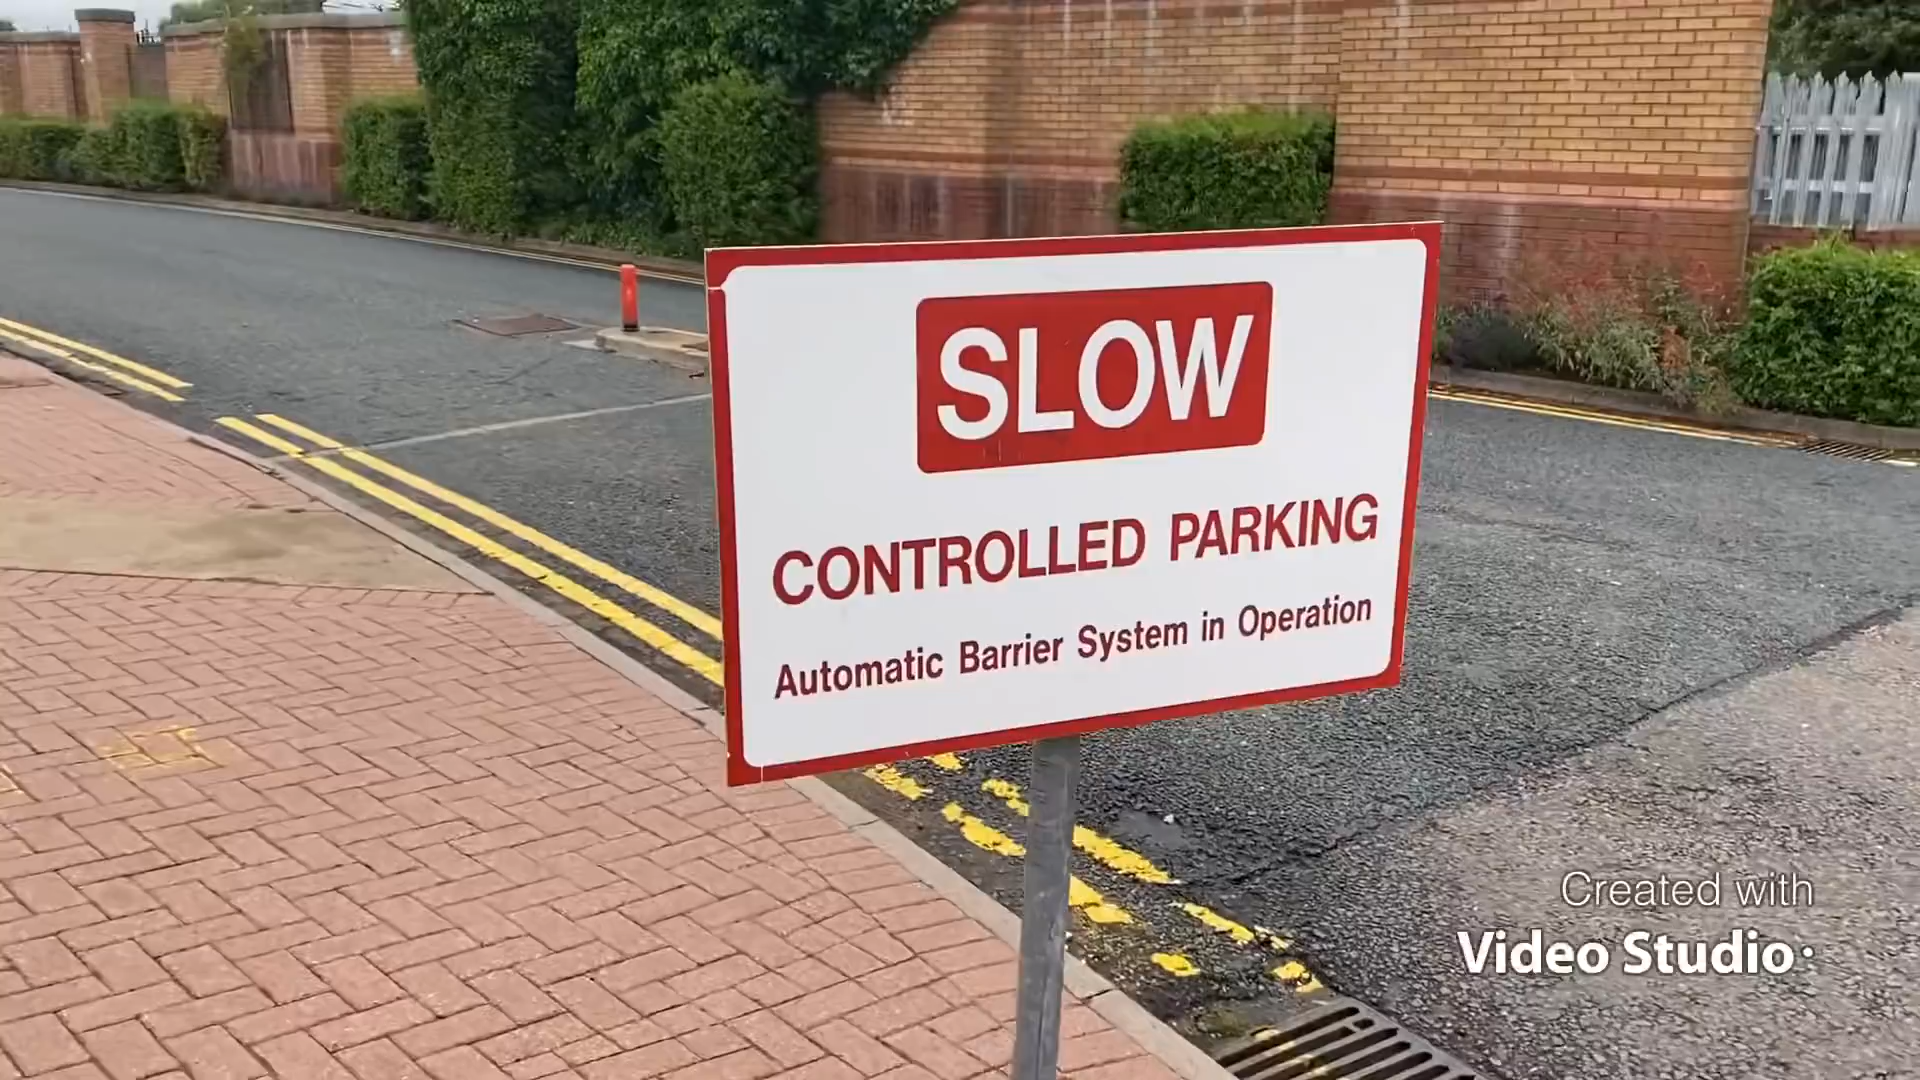 SLOW
CONTROLLED PARKING
Automatic Barrier System in Operation
Created with
Video Studio